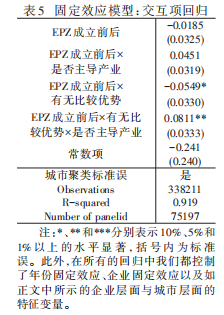 表5 固定效应模型:交互项回归
EPZ成立前后 -0.0185
(0.0325)
EPZ成立前后× 0.0451
是否主导产业 (0.0319)
EPZ成立前后× -0.0549*
有无比较优势 (0.0330)
EPZ成立前后×有无比 0.0811**
较优势×是否主导产业 (0.0333)
常数项 -0.241
(0.240)
城市聚类标准误 是
Observations 338211
R-squared 0.919
Number of panelid 75197
注:*、**和***分别表示10%、5%和
1%以上的水平显著,括号内为标准
误。此外,在所有的回归中我们都控制
了年份固定效应、企业固定效应以及如
正文中所示的企业层面与城市层面的
特征变量。